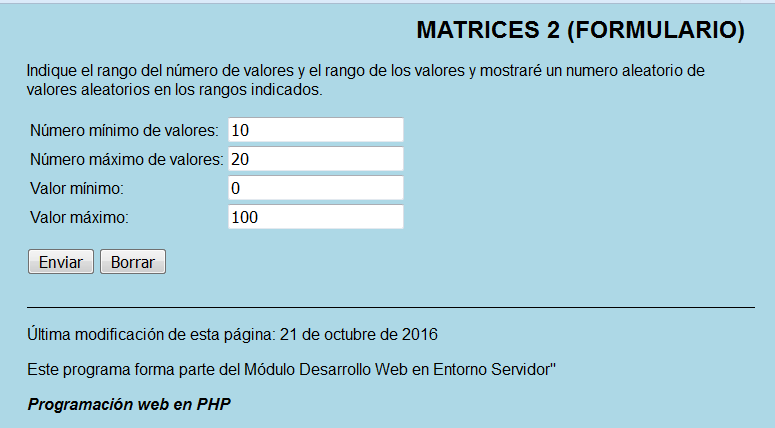 MATRICES 2 (FORMULARIO)
Indique el rango del número de valores y el rango de los valores y mostraré un numero aleatorio de
valores aleatorios en los rangos indicados.
Número mínimo de valores: 10
Número máximo de valores: 20
Valor mínimo: 0
Valor máximo: 100
Enviar Borrar
Última modificación de esta página: 21 de octubre de 2016
Este programa forma parte del Módulo Desarrollo Web en Entorno Servidor"
Programación web en PHP